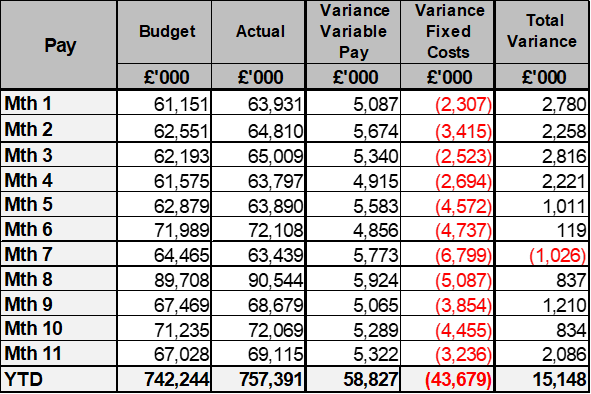 Pay Budget Actual Variance Variable Pay Variance Fixed Costs Total Variance
£'000 £'000 £'000 £'000 £'000
Mth 1 61,151 63,931 5,087 (2,307) 2,780
Mth 2 62,551 64,810 5,674 (3,415) 2,258
Mth 3 62,193 65,009 5,340 (2,523) 2,816
Mth 4 61,575 63,797 4,915 (2,694) 2,221
Mth 5 62,879 63,890 5,583 (4,572) 1,011
Mth 6 71,989 72,108 4,856 (4,737) 119
Mth 7 64,465 63,439 5,773 (6,799) (1,026)
Mth 8 89,708 90,544 5,924 (5,087) 837
Mth 9 67,469 68,679 5,065 (3,854) 1,210
Mth 10 71,235 72,069 5,289 (4,455) 834
Mth 11 67,028 69,115 5,322 (3,236) 2,086
YTD 742,244 757,391 58,827 (43,679) 15,148